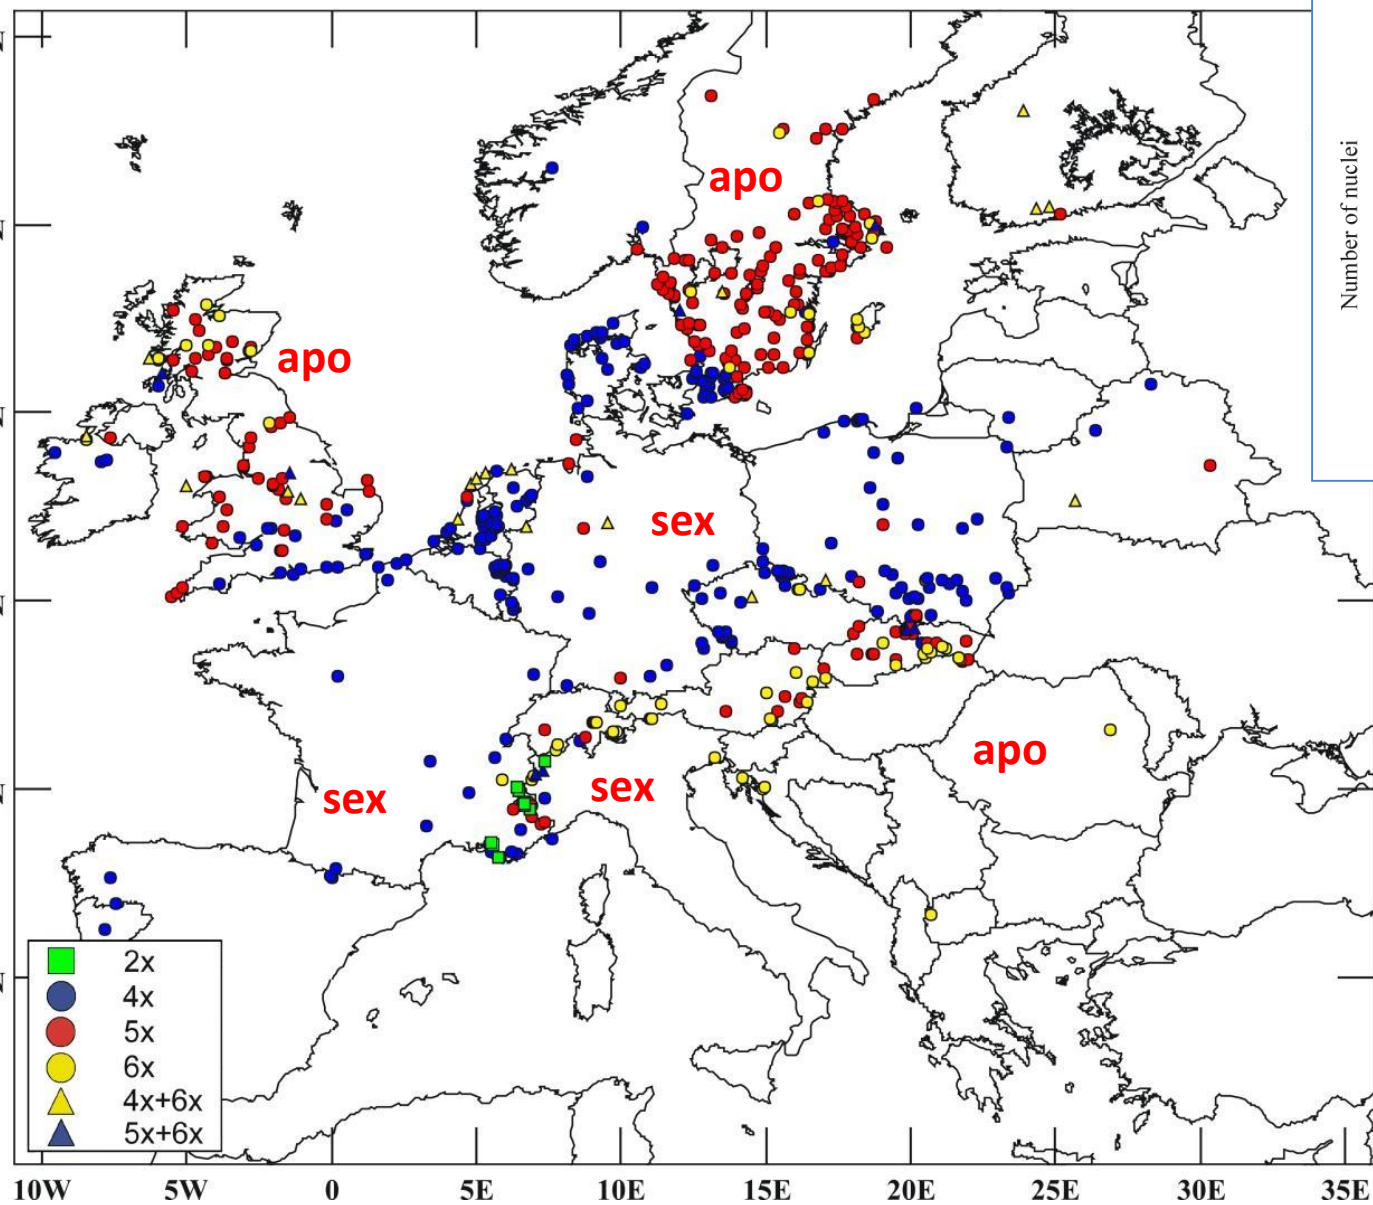 N
apo
Number of nuclei
N
apo
N
sex
N
apo
sex
sex
N
2x
4x
5x
6x
4x+6x
5x+6x
N
10W 5W 0 5E 10E 15E 20E 25E 30E 35E